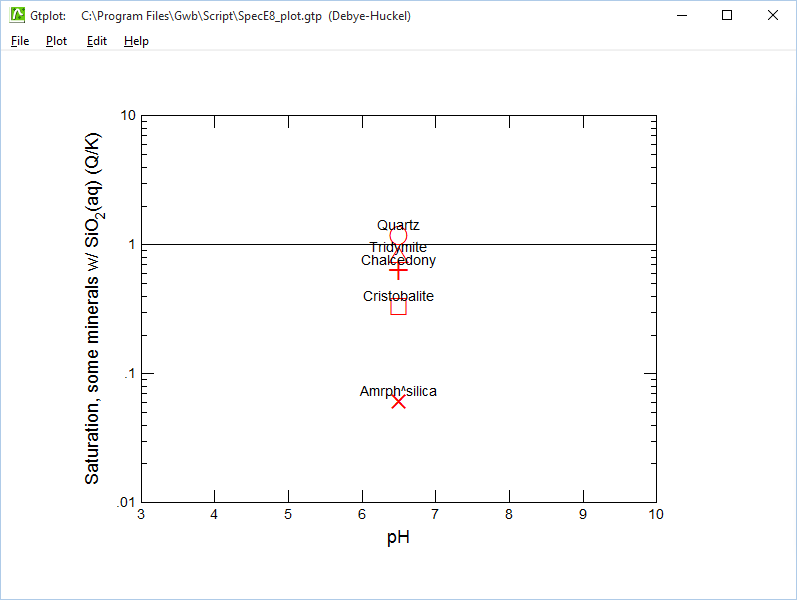 Gtplot: C:\Program Files\Gwb\Script\SpecE8_plot.gtp (Debye-Huckel)
File Plot Edit Help
Saturation, some minerals w/ SiO2(aq) (Q/K)
10
1
.1
.01
Quartz
Tridymite
Chalcedony
Cristobalite
Amrph^silica
3 4 5 6 7 8 9 10
pH